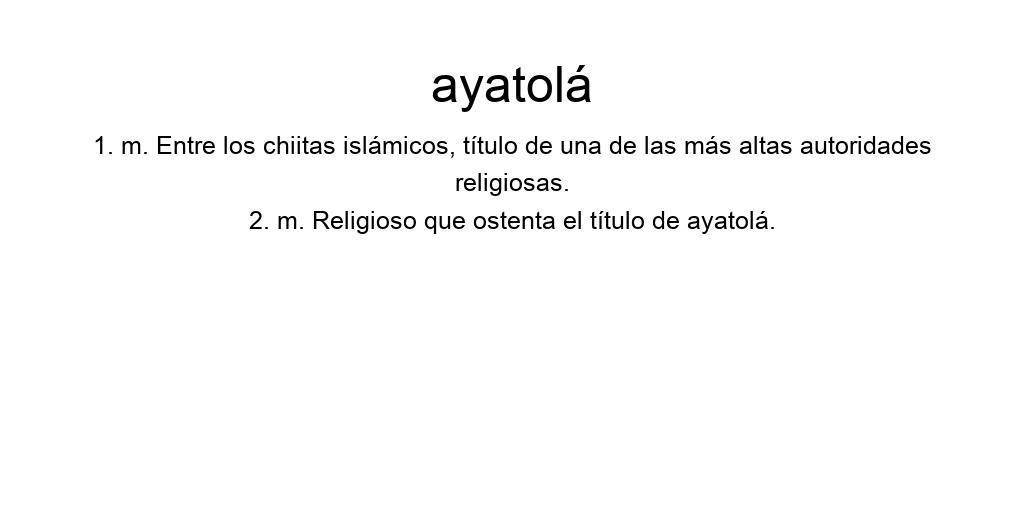 ayatolá
1. m. Entre los chiitas islámicos, título de una de las más altas autoridades
religiosas.
2. m. Religioso que ostenta el título de ayatolá.